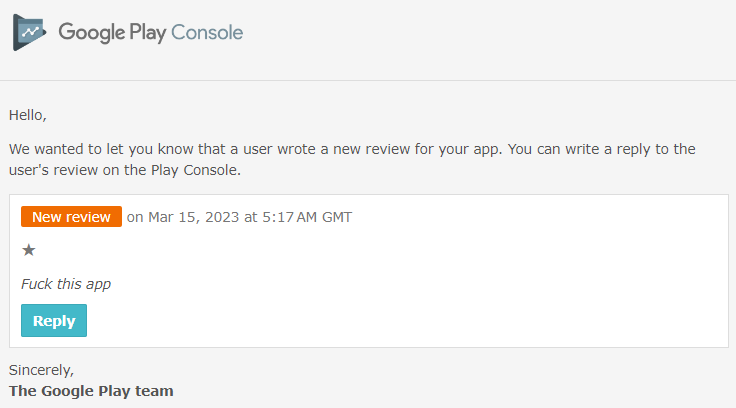 Google Play Console
Hello,
We wanted to let you know that a user wrote a new review for your app. You can write a reply to the
user's review on the Play Console.
New review on Mar 15, 2023 at 5:17 AM GMT
★
Fuck this app
Reply
Sincerely,
The Google Play team